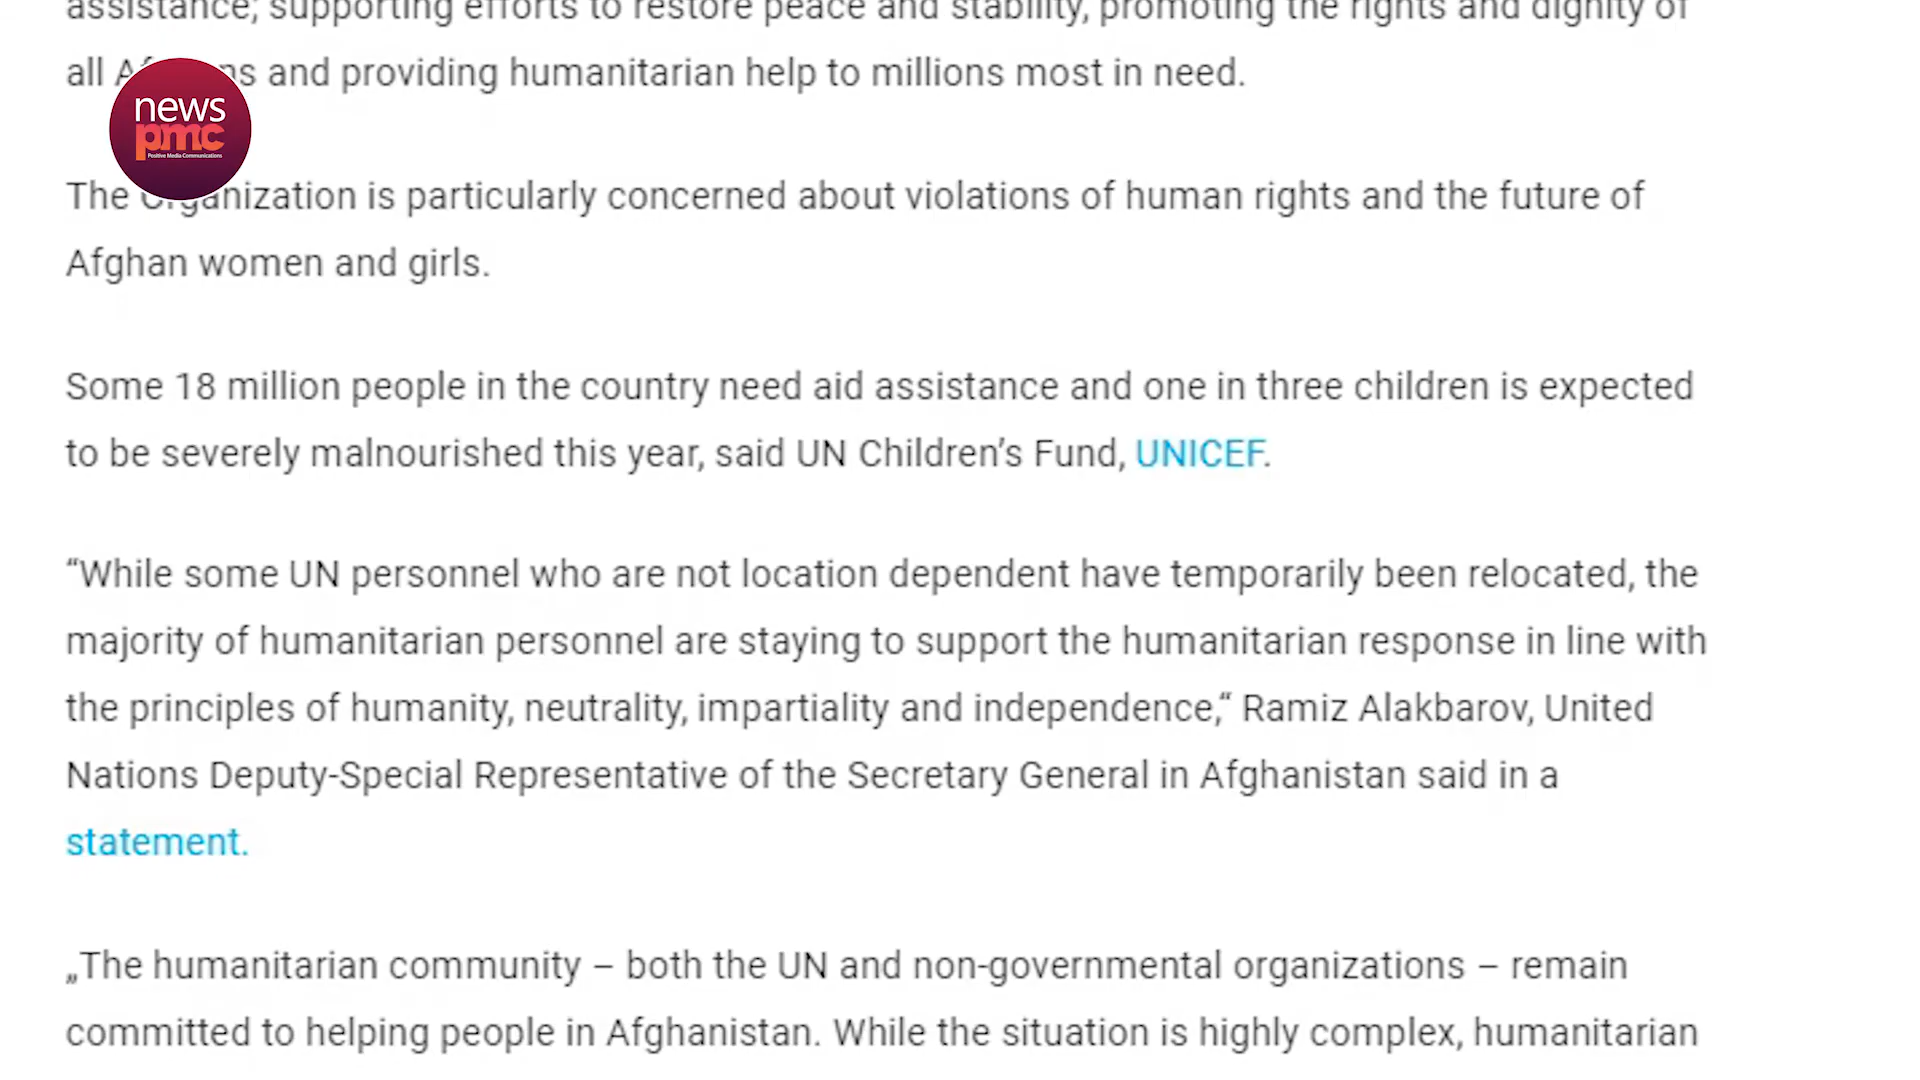 assistance; supporting efforts to restore peace and stability, promoting the rights and dignity of
all Afghans and providing humanitarian help to millions most in need.
news
pmc
Positive Media Communications
The Organization is particularly concerned about violations of human rights and the future of
Afghan women and girls.
Some 18 million people in the country need aid assistance and one in three children is expected
to be severely malnourished this year, said UN Children’s Fund, UNICEF.
“While some UN personnel who are not location dependent have temporarily been relocated, the
majority of humanitarian personnel are staying to support the humanitarian response in line with
the principles of humanity, neutrality, impartiality and independence,“ Ramiz Alakbarov, United
Nations Deputy-Special Representative of the Secretary General in Afghanistan said in a
statement.
„The humanitarian community – both the UN and non-governmental organizations – remain
committed to helping people in Afghanistan. While the situation is highly complex, humanitarian